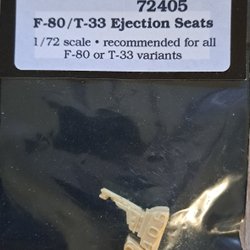 72405
F-80/T-33 Ejection Seats
1/72 scale • recommended for all
F-80 or T-33 variants